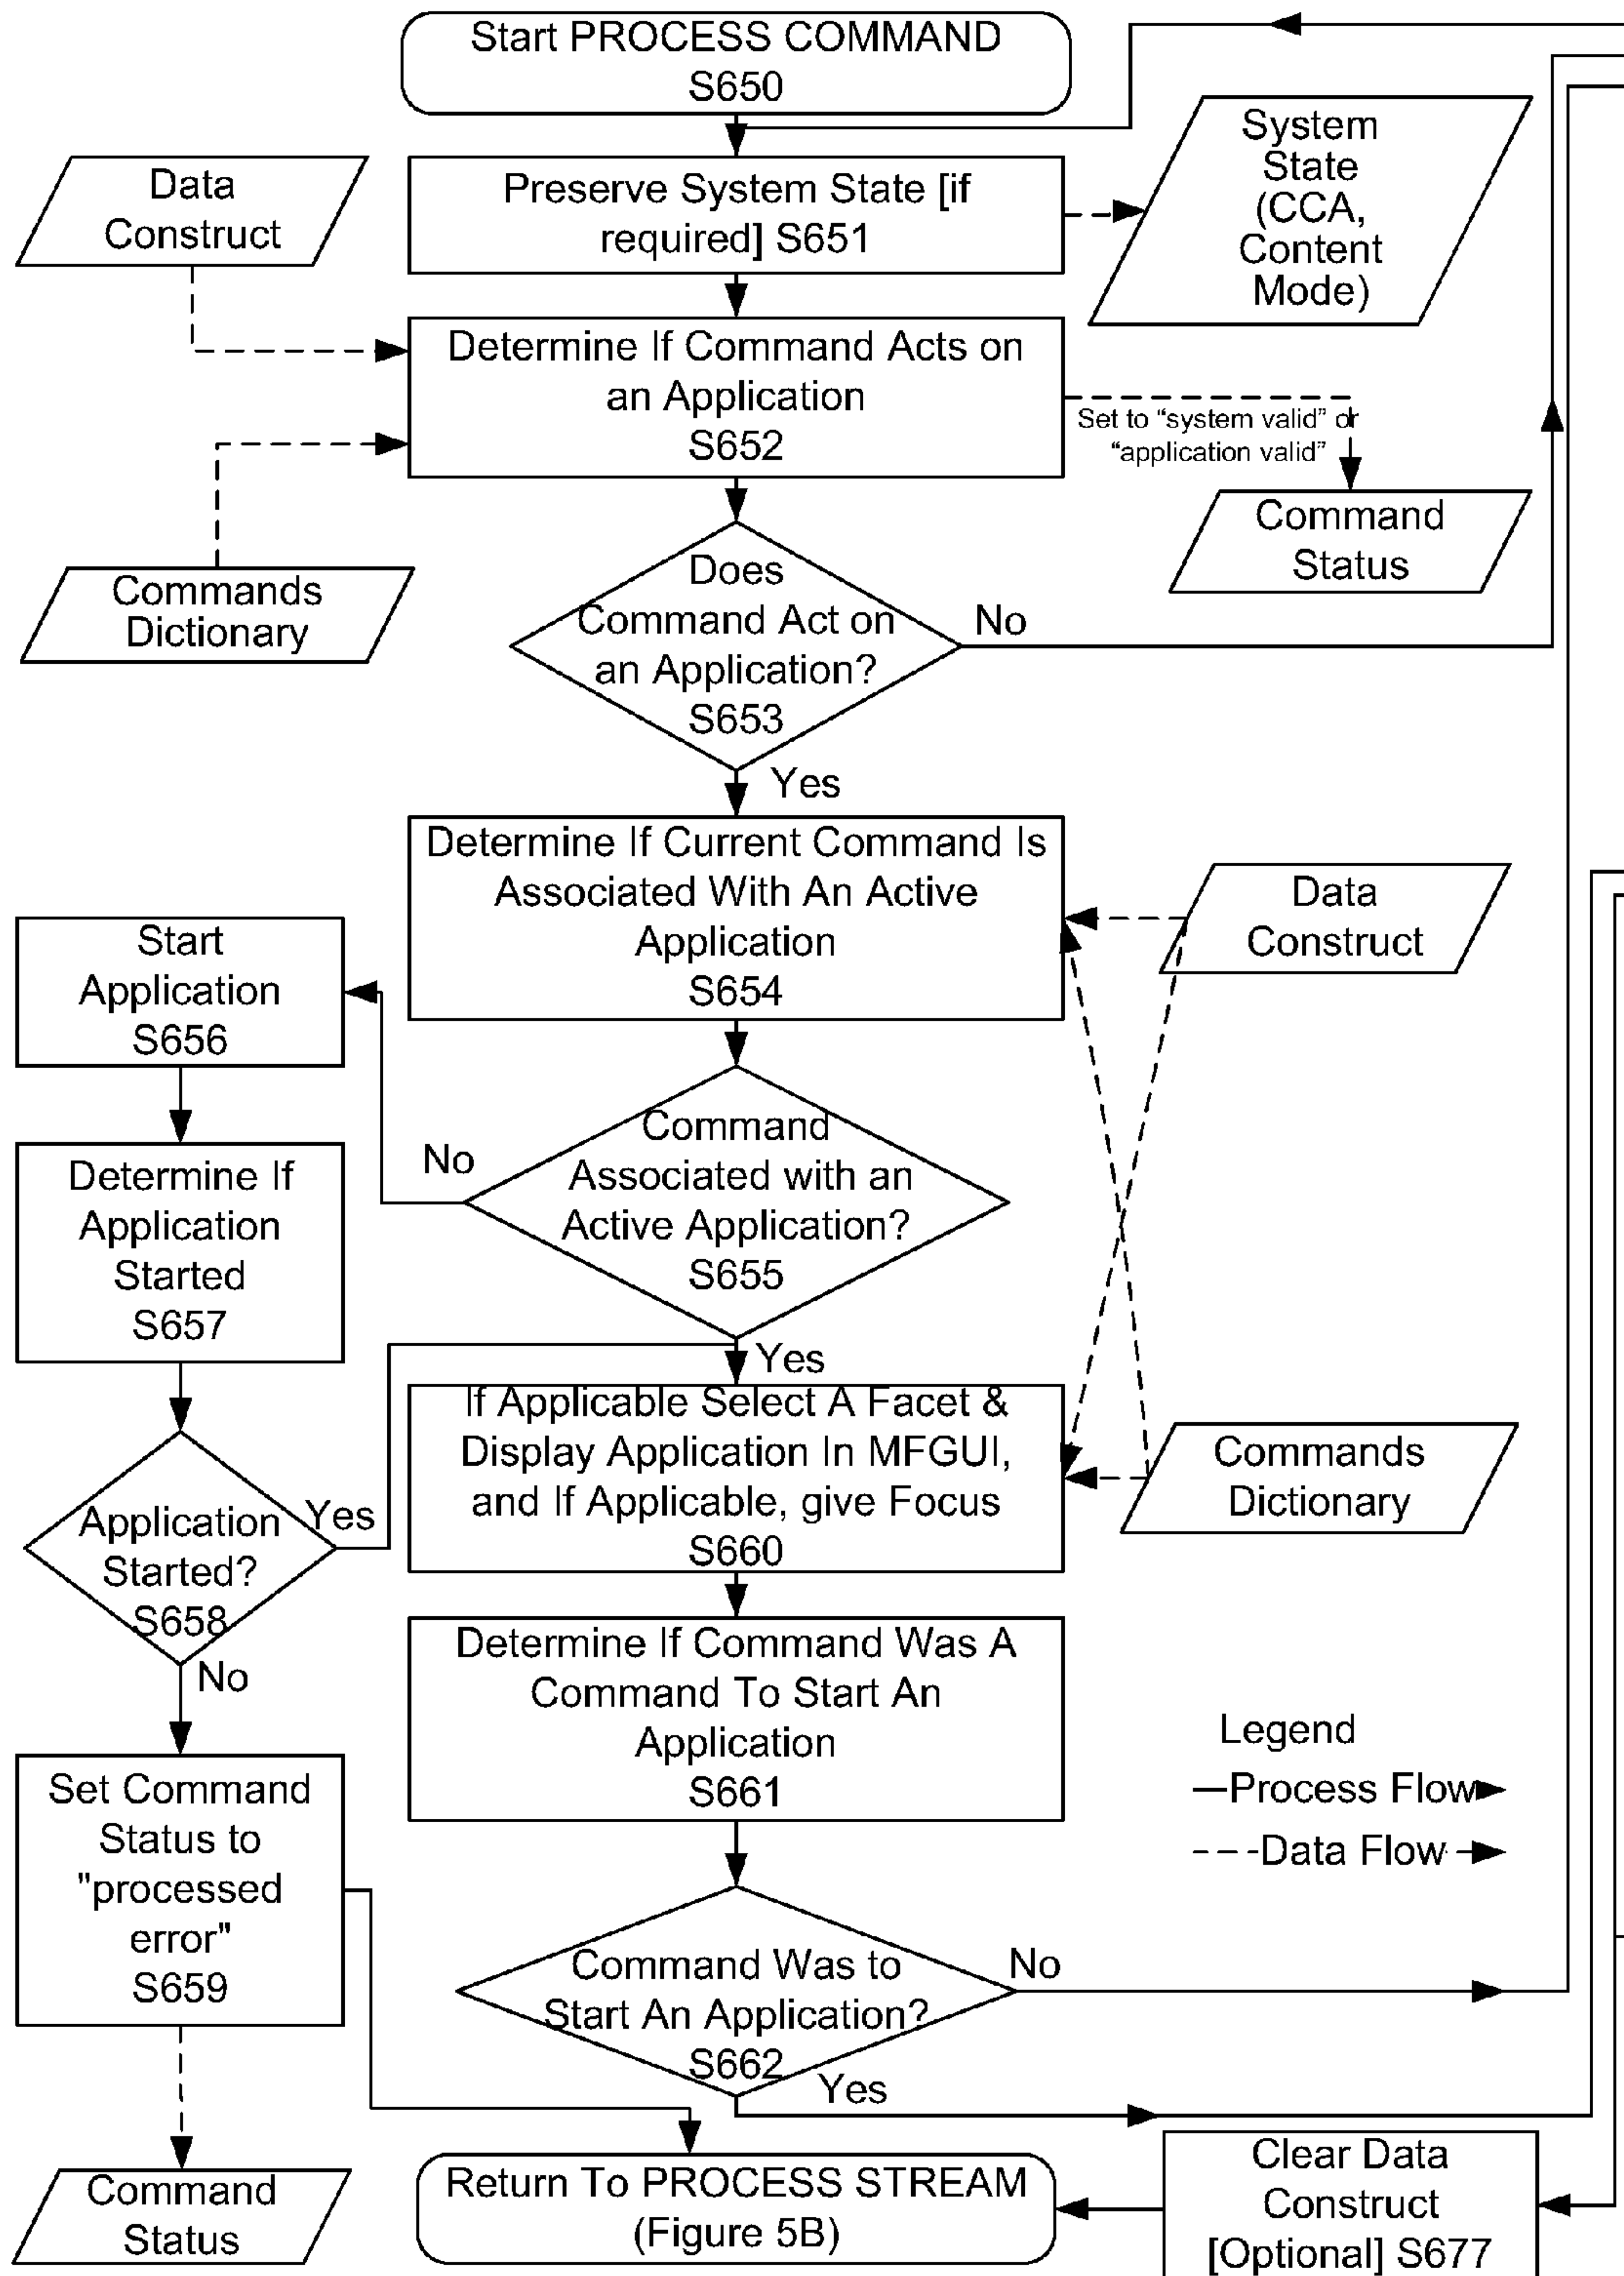 Start PROCESS COMMAND
S650
System
State
(CCA,
Content
Mode)
Data
Construct
Preserve System State [if
required] S651
Determine If Command Acts on
an Application
S652
Set to “system valid” or
“application valid”
Command
Status
Commands
Dictionary
Does
Command Act on
an Application?
S653
No
Yes
Determine If Current Command Is
Associated With An Active
Application
S654
Data
Construct
Start
Application
S656
Command
Associated with an
Active Application?
S655
No
Yes
Determine If
Application
Started
S657
If Applicable Select A Facet &
Display Application In MFGUI,
and If Applicable, give Focus
S660
Commands
Dictionary
Application
Started?
S658
Yes
No
Determine If Command Was A
Command To Start An
Application
S661
Legend
Process Flow
Data Flow
Set Command
Status to
"processed
error"
S659
Command Was to
Start An Application?
S662
No
Yes
Command
Status
Return To PROCESS STREAM
(Figure 5B)
Clear Data
Construct
[Optional] S677